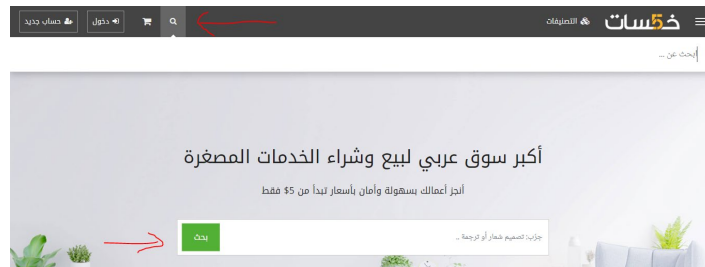 خمسات التصنيفات دخول حساب جديد
ابحث عن ...
أكبر سوق عربي لبيع وشراء الخدمات المصغرة
أنجز أعمالك بسهولة وأمان بأسعار تبدأ من 5$ فقط
جرّب: تصميم شعار أو ترجمة ..
بحث